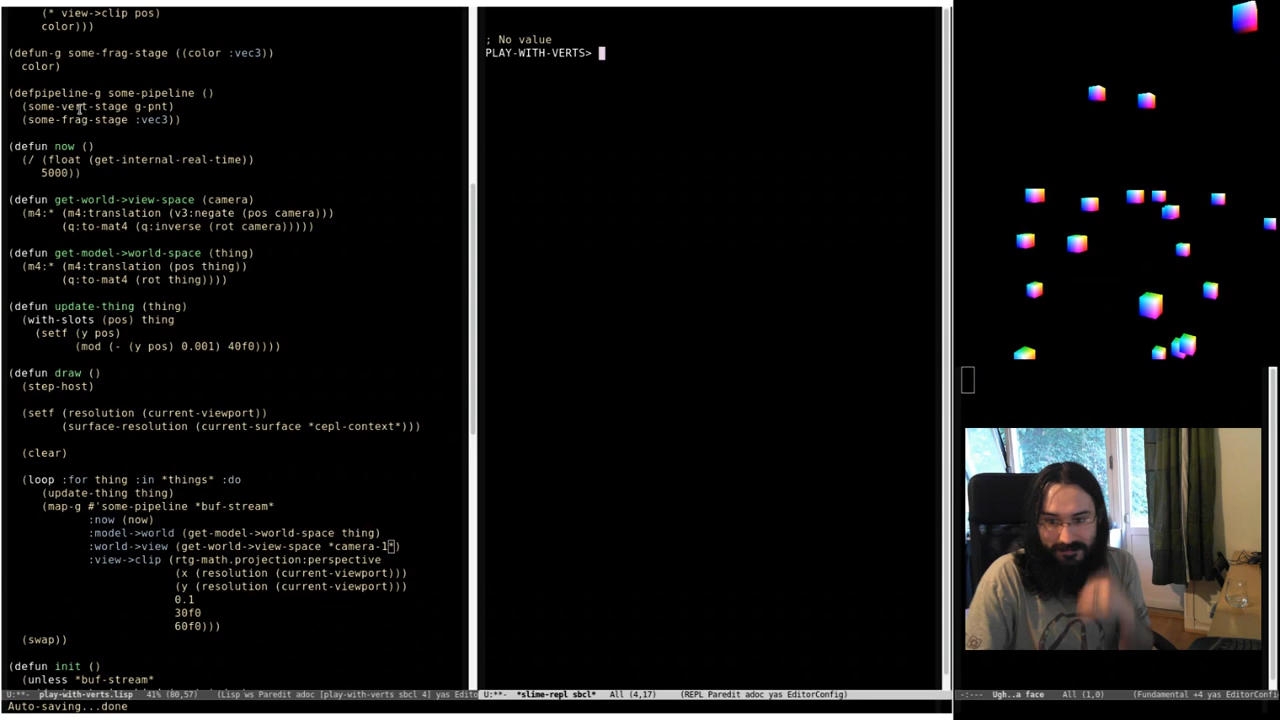 (* view->clip pos)
color)))
(defun-g some-frag-stage ((color :vec3))
color)
(defpipeline-g some-pipeline ()
(some-vert-stage g-pnt)
(some-frag-stage :vec3))
(defun now ()
(/ (float (get-internal-real-time))
5000))
(defun get-world->view-space (camera)
(m4:* (m4:translation (v3:negate (pos camera)))
(q:to-mat4 (q:inverse (rot camera)))))
(defun get-model->world-space (thing)
(m4:* (m4:translation (pos thing))
(q:to-mat4 (rot thing))))
(defun update-thing (thing)
(with-slots (pos) thing
(setf (y pos)
(mod (- (y pos) 0.001) 40f0))))
(defun draw ()
(step-host)
(setf (resolution (current-viewport))
(surface-resolution (current-surface *cepl-context*)))
(clear)
(loop :for thing :in *things* :do
(update-thing thing)
(map-g #'some-pipeline *buf-stream*
:now (now)
:model->world (get-model->world-space thing)
:world->view (get-world->view-space *camera-1*)
:view->clip (rtg-math.projection:perspective
(x (resolution (current-viewport)))
(y (resolution (current-viewport)))
0.1
30f0
60f0)))
(swap))
(defun init ()
(unless *buf-stream*
U:**- play-with-verts.lisp 41% (80,57) (Lisp ws Paredit adoc [play-with-verts sbcl 4] yas Edito
Auto-saving...done
; No value
PLAY-WITH-VERTS>
U:**- *slime-repl sbcl* All (4,17) (REPL Paredit adoc yas EditorConfig)
-:--- Ugh..a face All (1,0) (Fundamental +4 yas EditorConfi